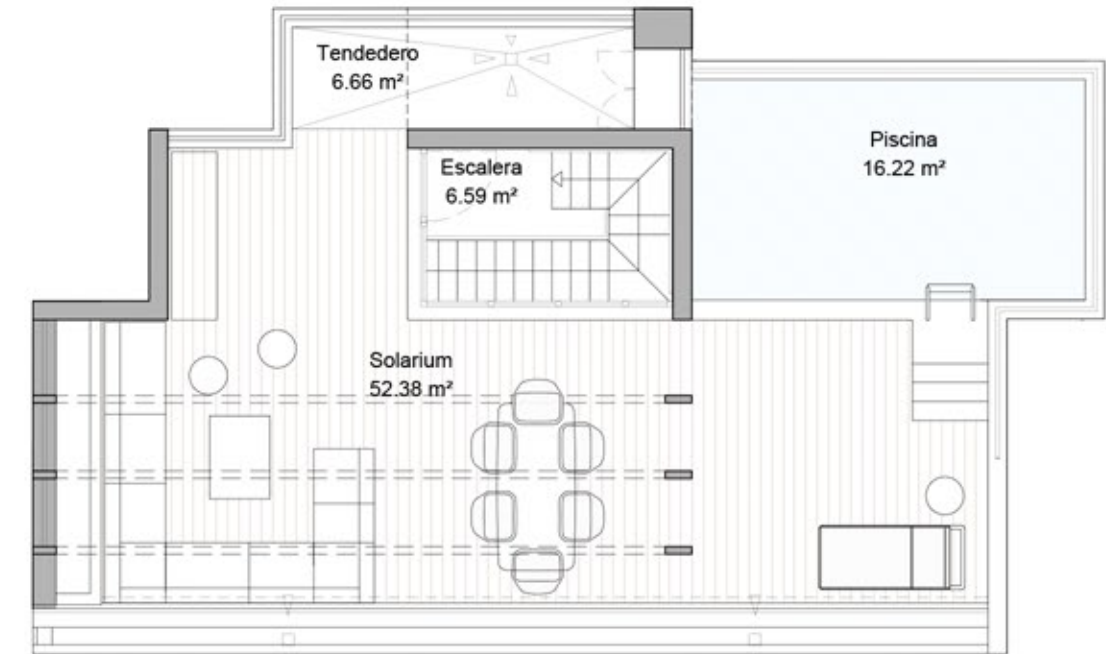 Tendedero
6.66 m²
Piscina
16.22 m²
Escalera
6.59 m²
Solarium
52.38 m²